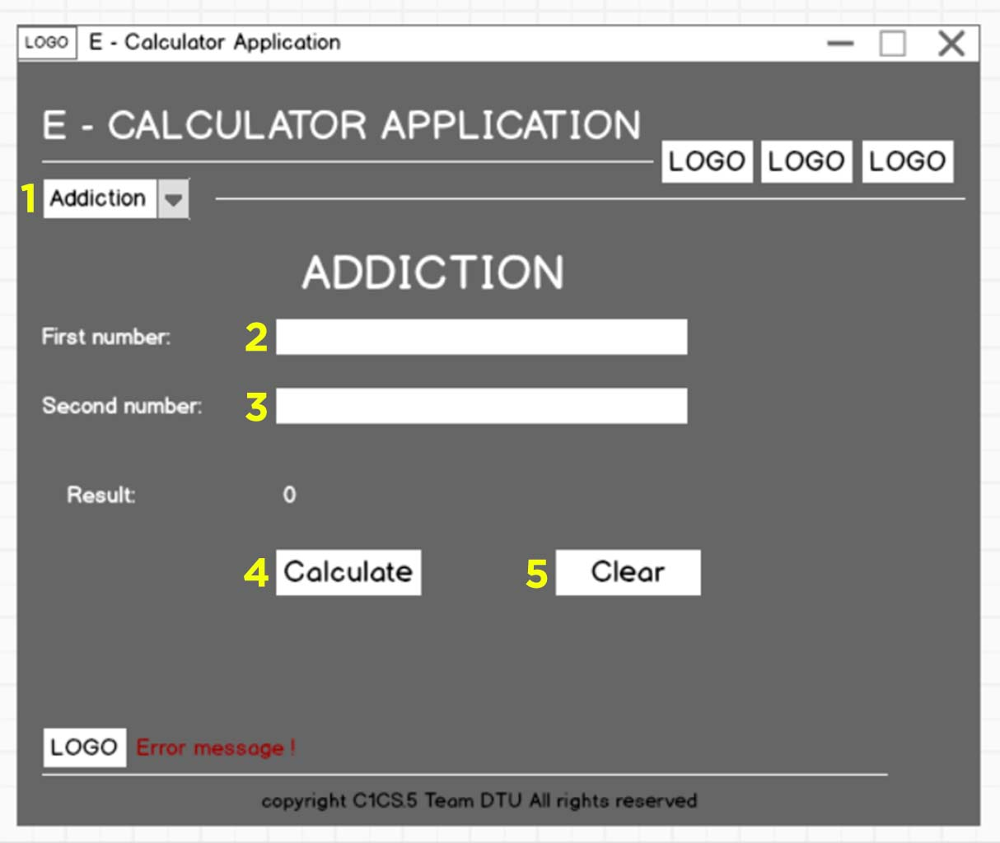 LOGO E - Calculator Application
E - CALCULATOR APPLICATION
LOGO LOGO LOGO
1 Addiction
ADDICTION
First number: 2
Second number: 3
Result: 0
4 Calculate 5 Clear
LOGO Error message !
copyright C1CS.5 Team DTU All rights reserved